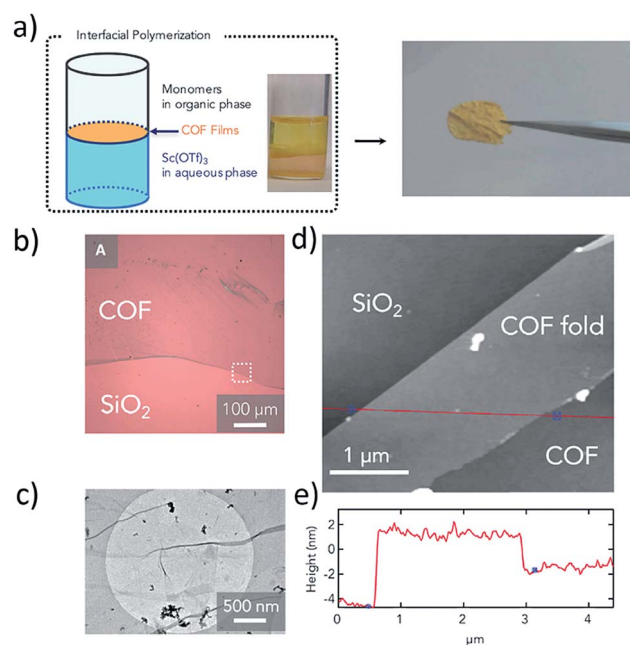 a)
Interfacial Polymerization
Monomers
in organic phase
COF Films
Sc(OTf)3
in aqueous phase
b)
A
COF
SiO2
100 μm
c)
3
500 nm
d)
SiO2
COF fold
COF
1 μm
e)
Height (nm)
2
0
-2
-4
0
1
2
3
4
μm